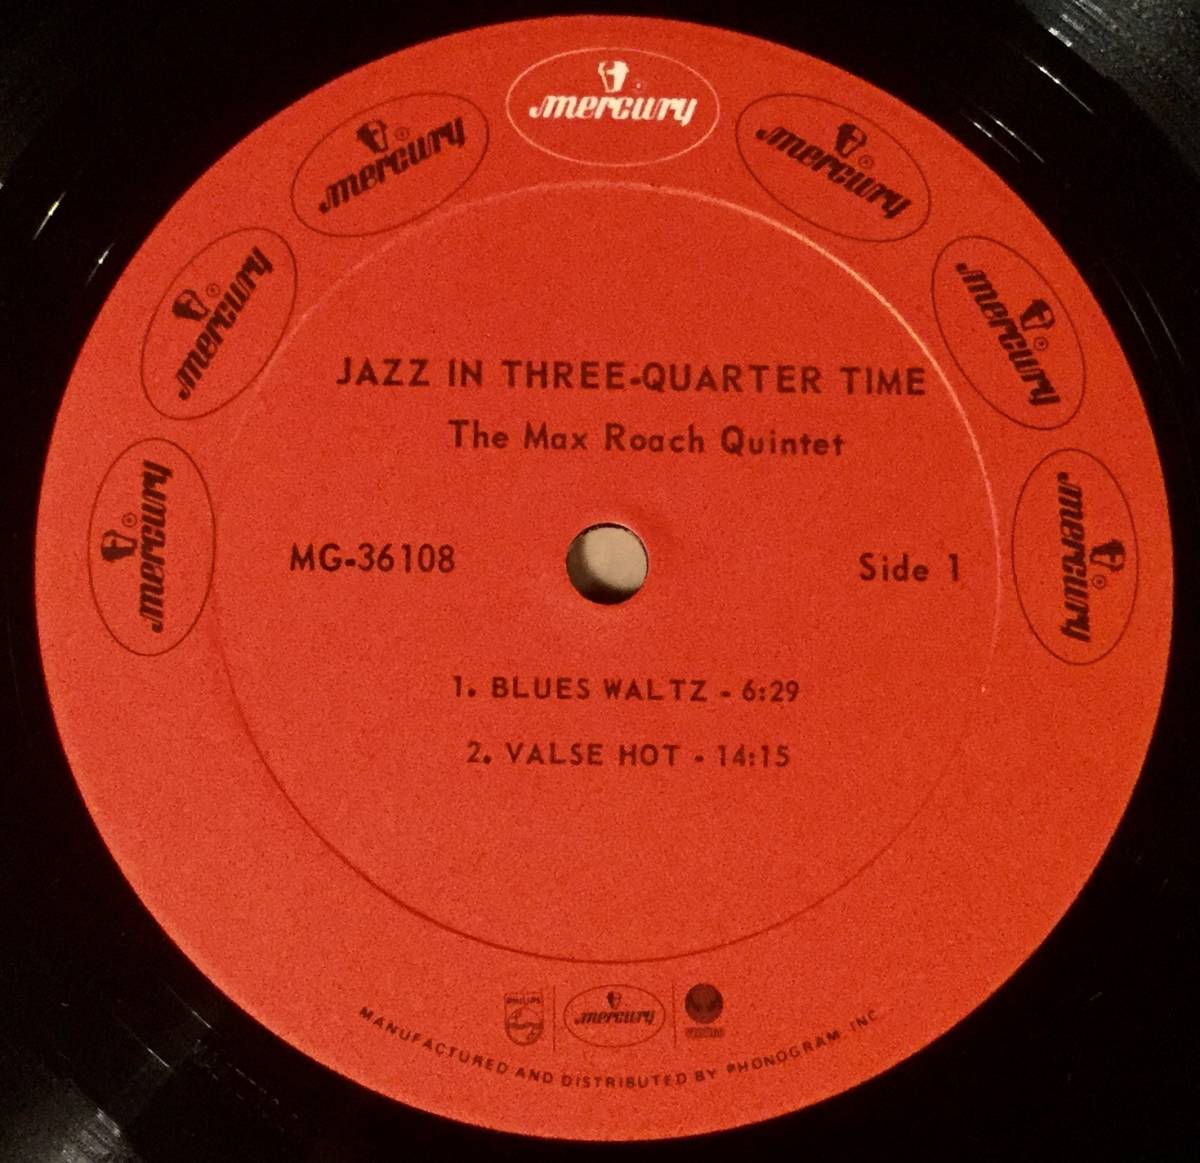 mercury
mercury
mercury
mercury
mercury
mercury
mercury
JAZZ IN THREE-QUARTER TIME
The Max Roach Quintet
MG-36108
Side 1
1. BLUES WALTZ - 6:29
2. VALSE HOT - 14:15
PHILIPS
mercury
MANUFACTURED AND DISTRIBUTED BY PHONOGRAM, INC.